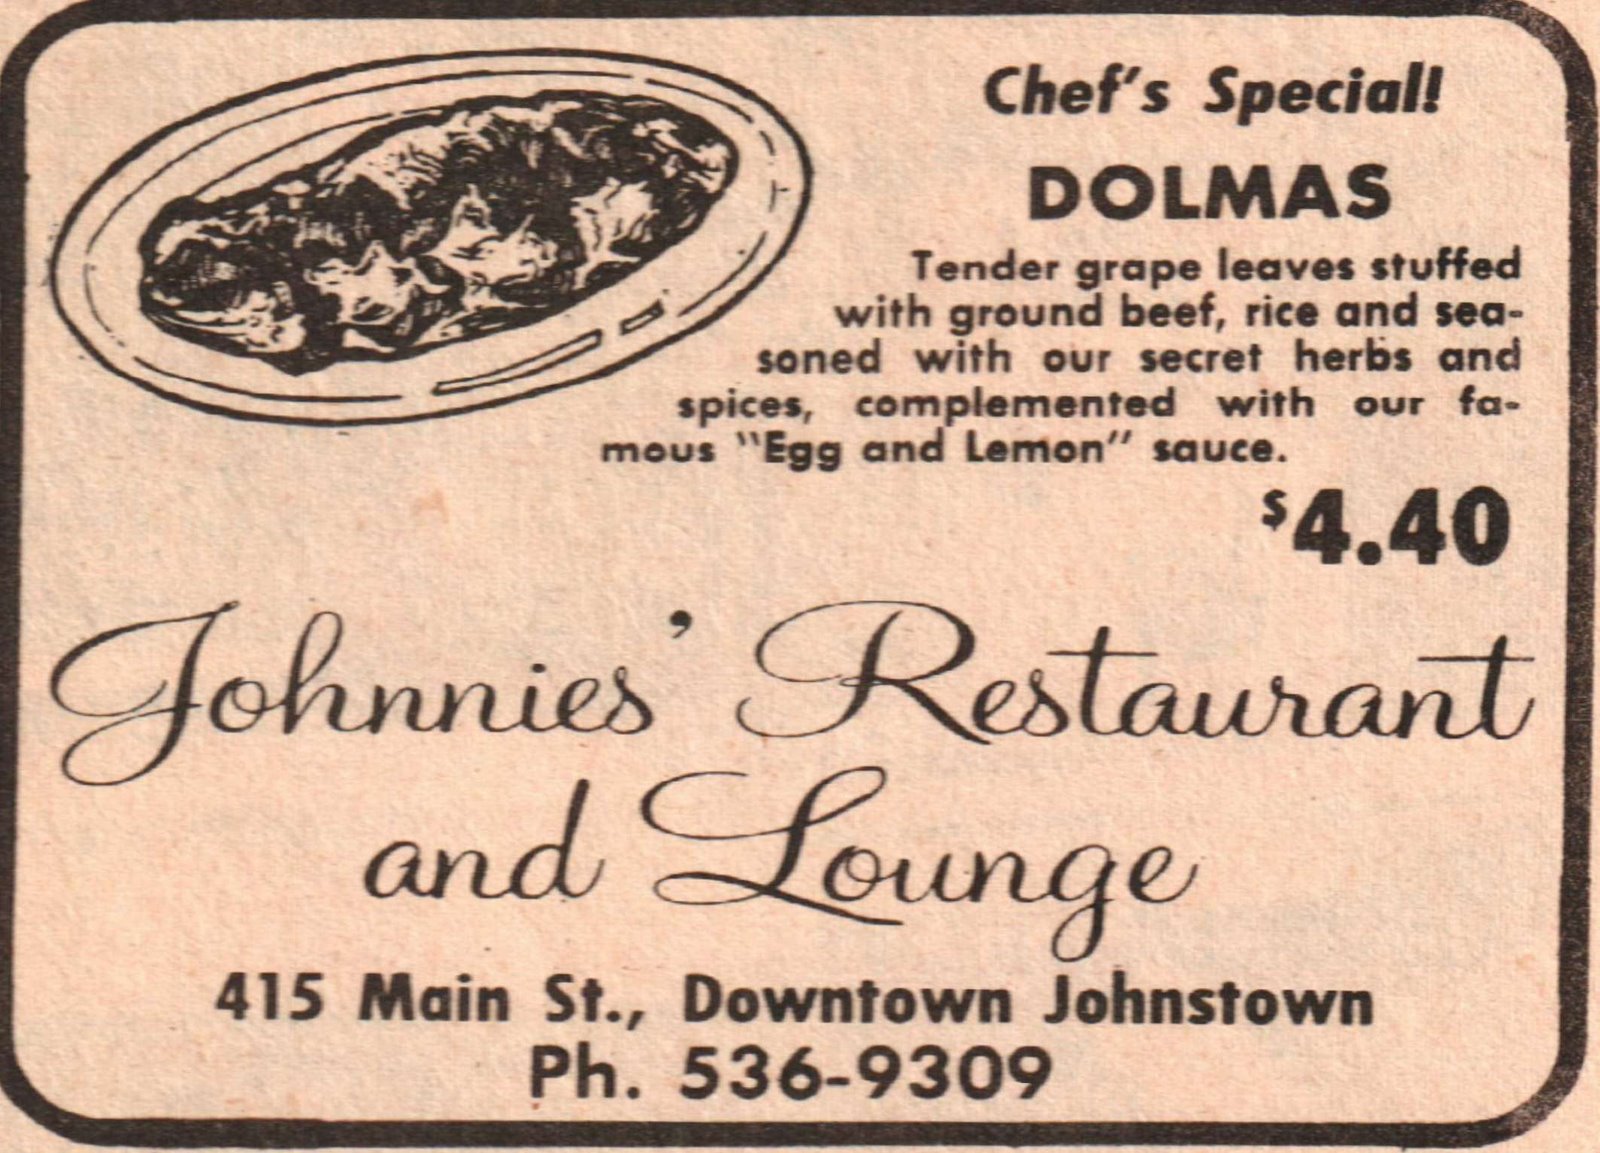 Chef's Special!
DOLMAS
Tender grape leaves stuffed
with ground beef, rice and sea-
soned with our secret herbs and
spices, complemented with our fa-
mous "Egg and Lemon" sauce.
$4.40
Johnnies' Restaurant
and Lounge
415 Main St., Downtown Johnstown
Ph. 536-9309